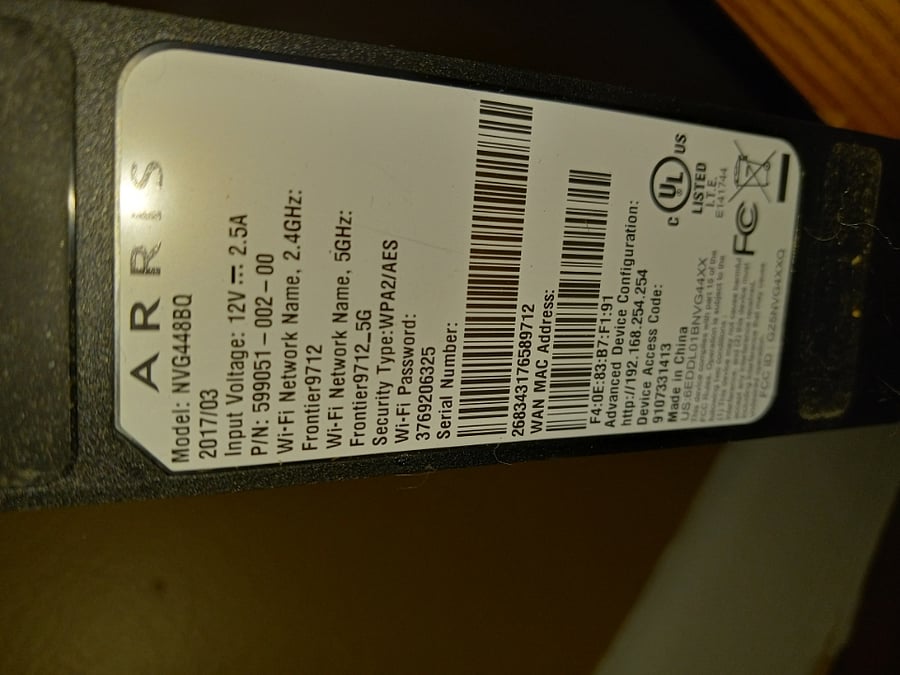 ARRIS
Model: NVG448BQ
2017/03
Input Voltage: 12V 2.5A
P/N: 599051-002-00
Wi-Fi Network Name, 2.4GHz:
Frontier9712
Wi-Fi Network Name, 5GHz:
Frontier9712_5G
Security Type:WPA2/AES
Wi-Fi Password:
3769206325
Serial Number:
268343176589712
WAN MAC Address:
F4:0E:83:B7:F1:91
Advanced Device Configuration:
http://192.168.254.254
Device Access Code:
9107331413
Made in China
US:6EDDL01BNVG44XX
FCC ID : GZ5NVG4XXQ
C UL US
LISTED
I.T.E.
E141744
FC